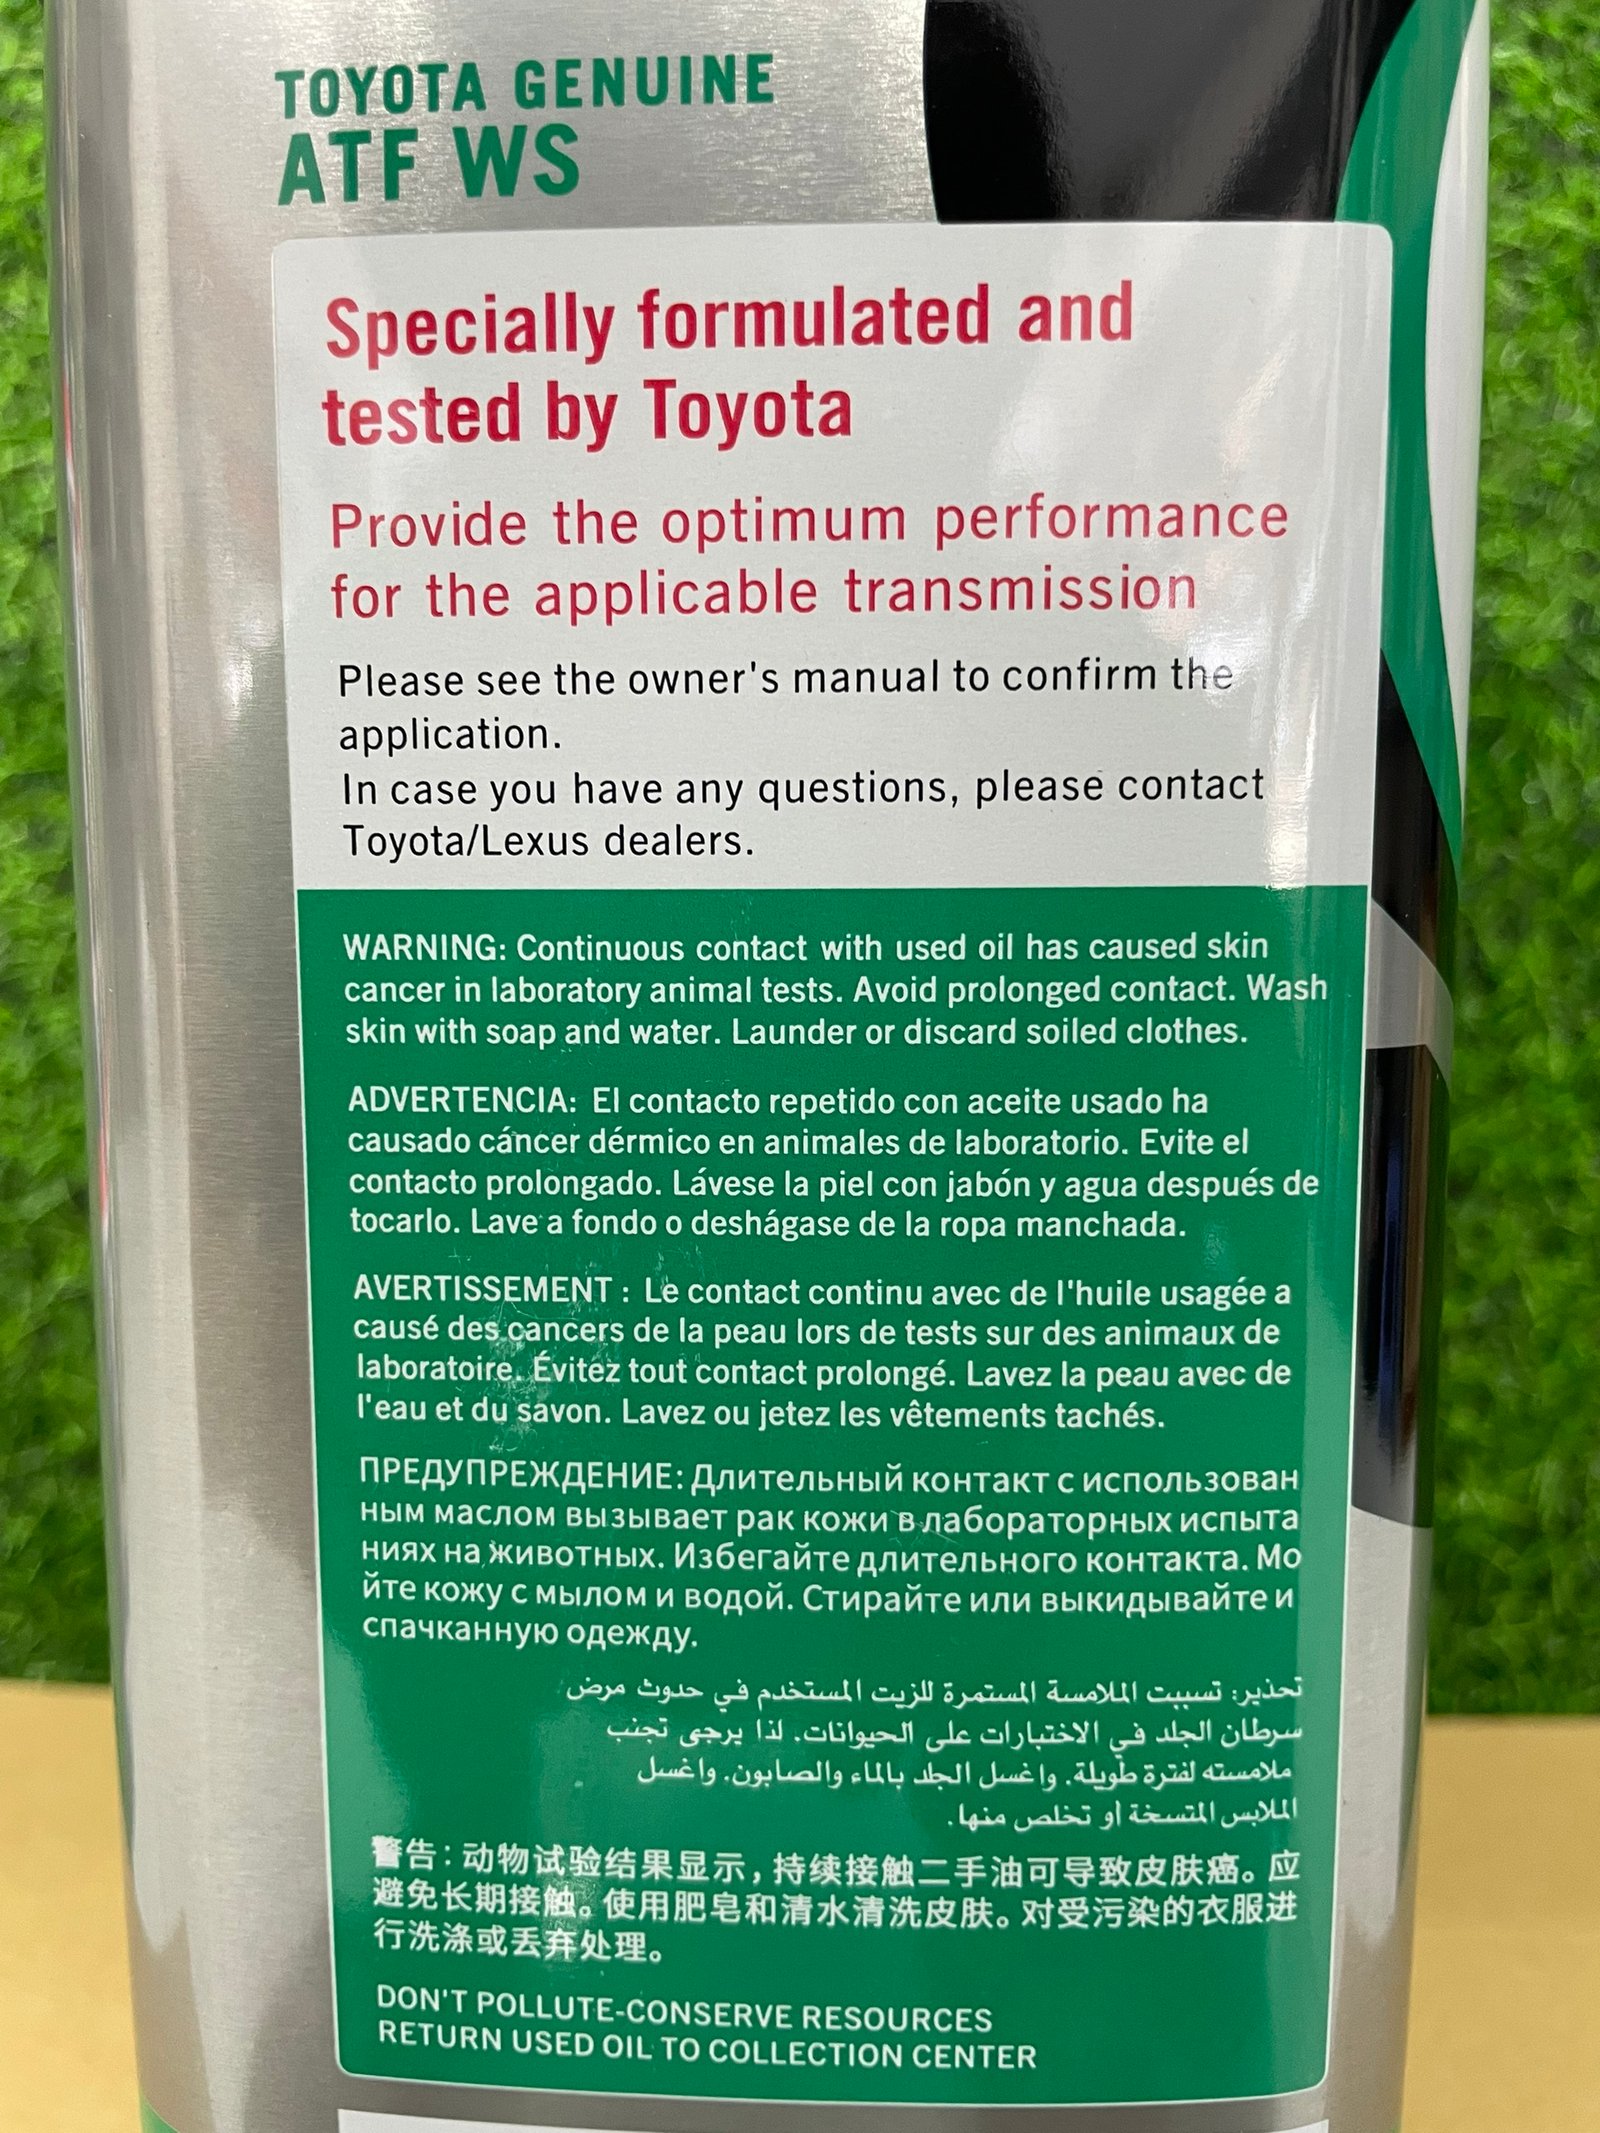 TOYOTA GENUINE
ATF WS
Specially formulated and
tested by Toyota
Provide the optimum performance
for the applicable transmission
Please see the owner's manual to confirm the
application.
In case you have any questions, please contact
Toyota/Lexus dealers.
WARNING: Continuous contact with used oil has caused skin
cancer in laboratory animal tests. Avoid prolonged contact. Wash
skin with soap and water. Launder or discard soiled clothes.
ADVERTENCIA: El contacto repetido con aceite usado ha
causado cáncer dérmico en animales de laboratorio. Evite el
contacto prolongado. Lávese la piel con jabón y agua después de
tocarlo. Lave a fondo o deshágase de la ropa manchada.
AVERTISSEMENT : Le contact continu avec de l'huile usagée a
causé des cancers de la peau lors de tests sur des animaux de
laboratoire. Évitez tout contact prolongé. Lavez la peau avec de
l'eau et du savon. Lavez ou jetez les vêtements tachés.
ПРЕДУПРЕЖДЕНИЕ: Длительный контакт с использован
ным маслом вызывает рак кожи в лабораторных испыта
ниях на животных. Избегайте длительного контакта. Мо
йте кожу с мылом и водой. Стирайте или выкидывайте и
спачканную одежду.
تحذير: تسببت الملامسة المستمرة للزيت المستخدم في حدوث مرض
سرطان الجلد في الاختبارات على الحيوانات. لذا يرجى تجنب
ملامسته لفترة طويلة. واغسل الجلد بالماء والصابون. واغسل
الملابس المتسخة او تخلص منها.
警告：动物试验结果显示，持续接触二手油可导致皮肤癌。应
避免长期接触。使用肥皂和清水清洗皮肤。对受污染的衣服进
行洗涤或丢弃处理。
DON'T POLLUTE-CONSERVE RESOURCES
RETURN USED OIL TO COLLECTION CENTER